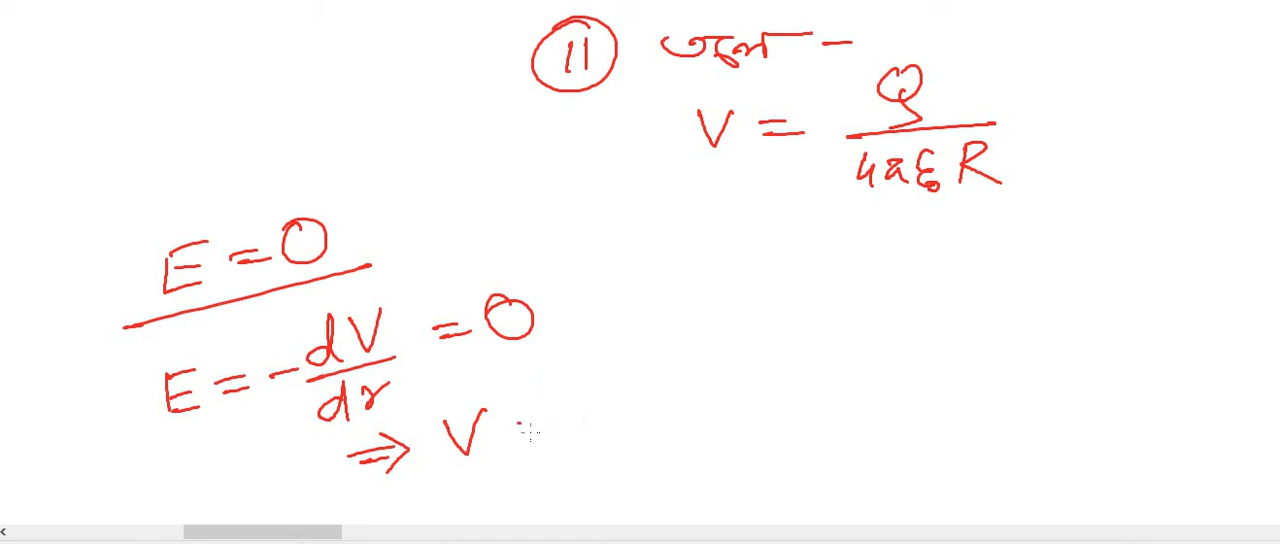 (11) তলে -
V = Q / 4πε₀R
E = 0
E = - dV/dr = 0
⇒ V